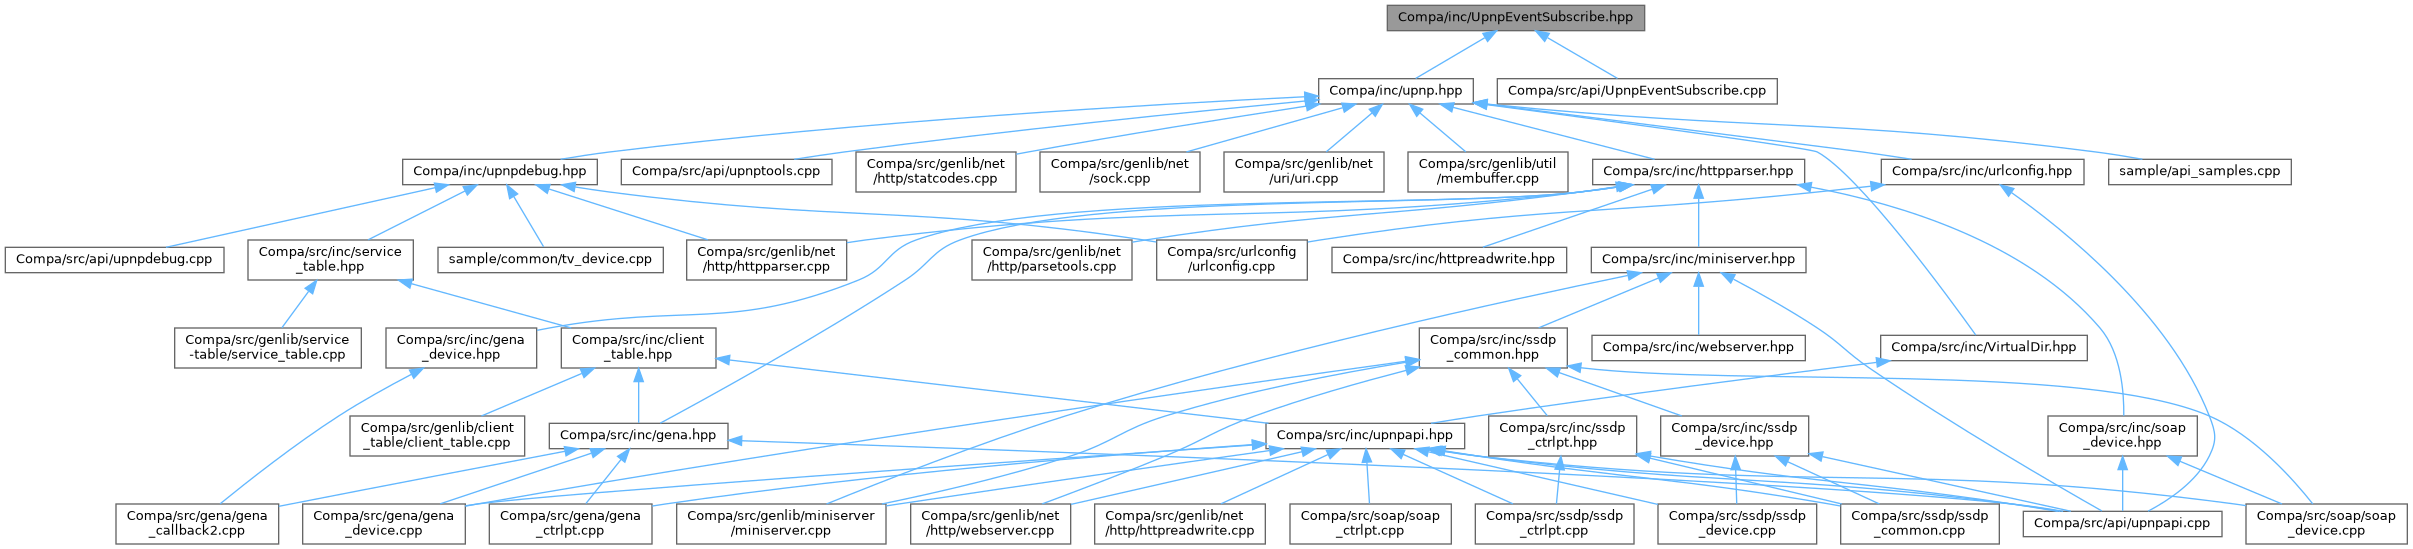 Compa/inc/UpnpEventSubscribe.hpp
Compa/inc/upnp.hpp
Compa/src/api/UpnpEventSubscribe.cpp
Compa/inc/upnpdebug.hpp
Compa/src/api/upnptools.cpp
Compa/src/genlib/net
/http/statcodes.cpp
Compa/src/genlib/net
/sock.cpp
Compa/src/genlib/net
/uri/uri.cpp
Compa/src/genlib/util
/membuffer.cpp
Compa/src/inc/httpparser.hpp
Compa/src/inc/urlconfig.hpp
sample/api_samples.cpp
Compa/src/api/upnpdebug.cpp
Compa/src/inc/service
_table.hpp
sample/common/tv_device.cpp
Compa/src/genlib/net
/http/httpparser.cpp
Compa/src/genlib/net
/http/parsetools.cpp
Compa/src/urlconfig
/urlconfig.cpp
Compa/src/inc/httpreadwrite.hpp
Compa/src/inc/miniserver.hpp
Compa/src/genlib/service
-table/service_table.cpp
Compa/src/inc/gena
_device.hpp
Compa/src/inc/client
_table.hpp
Compa/src/inc/ssdp
_common.hpp
Compa/src/inc/webserver.hpp
Compa/src/inc/VirtualDir.hpp
Compa/src/genlib/client
_table/client_table.cpp
Compa/src/inc/gena.hpp
Compa/src/inc/upnpapi.hpp
Compa/src/inc/ssdp
_ctrlpt.hpp
Compa/src/inc/ssdp
_device.hpp
Compa/src/inc/soap
_device.hpp
Compa/src/gena/gena
_callback2.cpp
Compa/src/gena/gena
_device.cpp
Compa/src/gena/gena
_ctrlpt.cpp
Compa/src/genlib/miniserver
/miniserver.cpp
Compa/src/genlib/net
/http/webserver.cpp
Compa/src/genlib/net
/http/httpreadwrite.cpp
Compa/src/soap/soap
_ctrlpt.cpp
Compa/src/ssdp/ssdp
_ctrlpt.cpp
Compa/src/ssdp/ssdp
_device.cpp
Compa/src/ssdp/ssdp
_common.cpp
Compa/src/api/upnpapi.cpp
Compa/src/soap/soap
_device.cpp